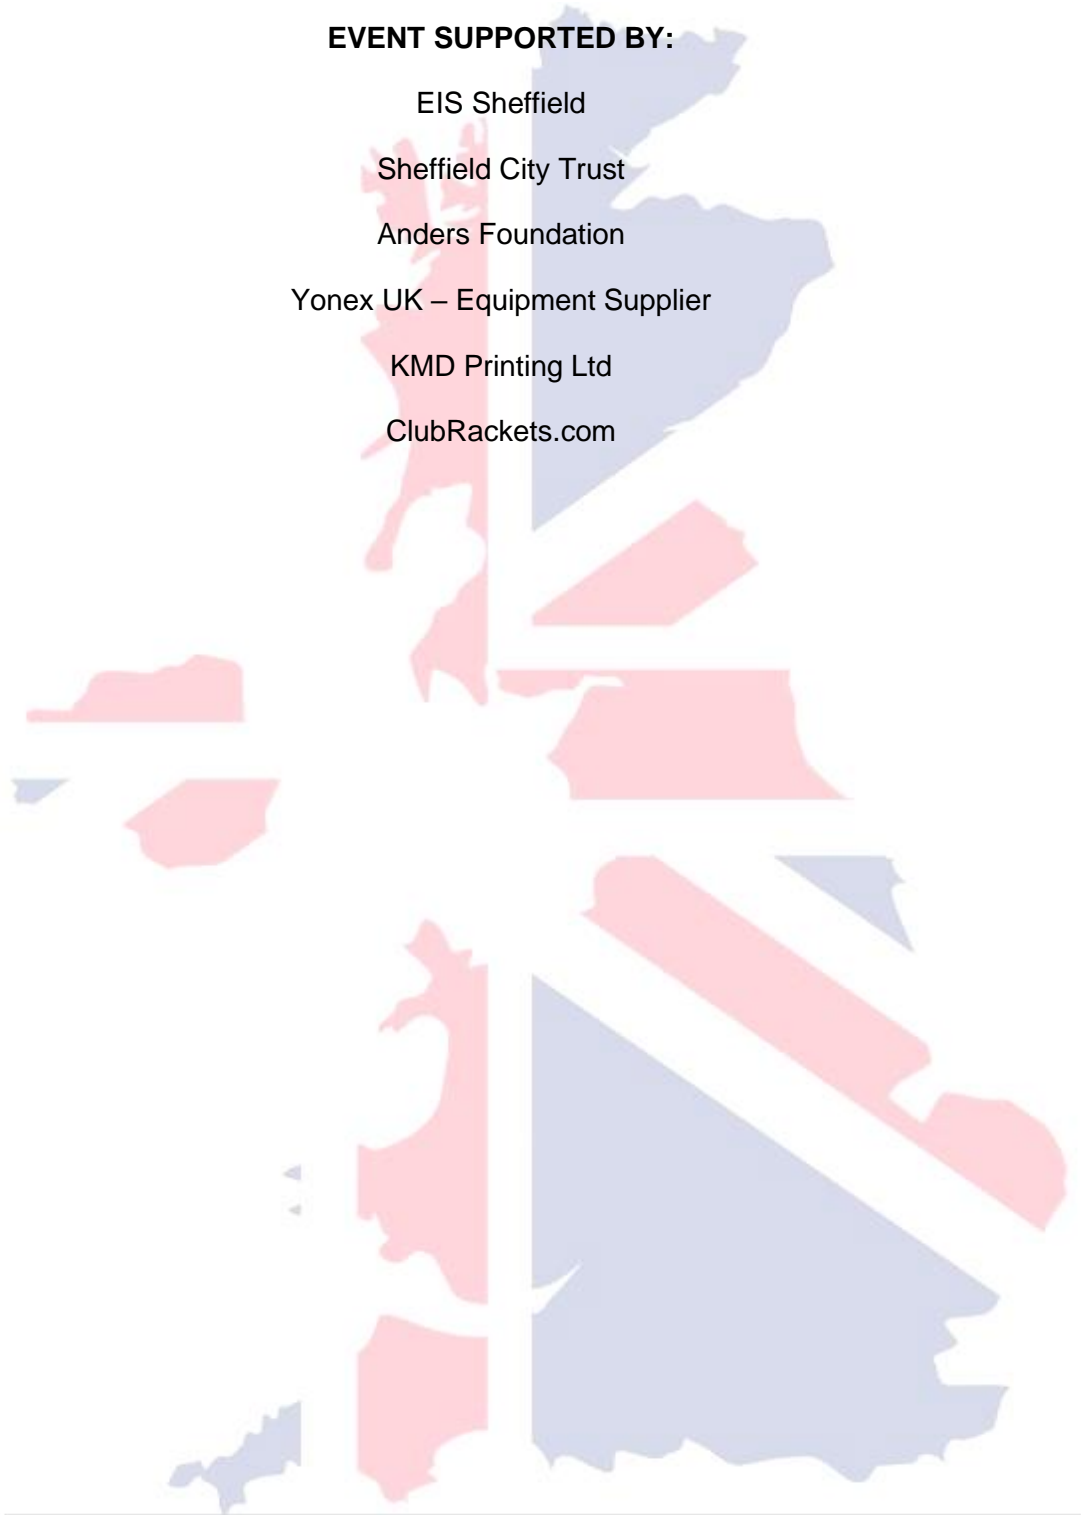 EVENT SUPPORTED BY:
EIS Sheffield
Sheffield City Trust
Anders Foundation
Yonex UK – Equipment Supplier
KMD Printing Ltd
ClubRackets.com